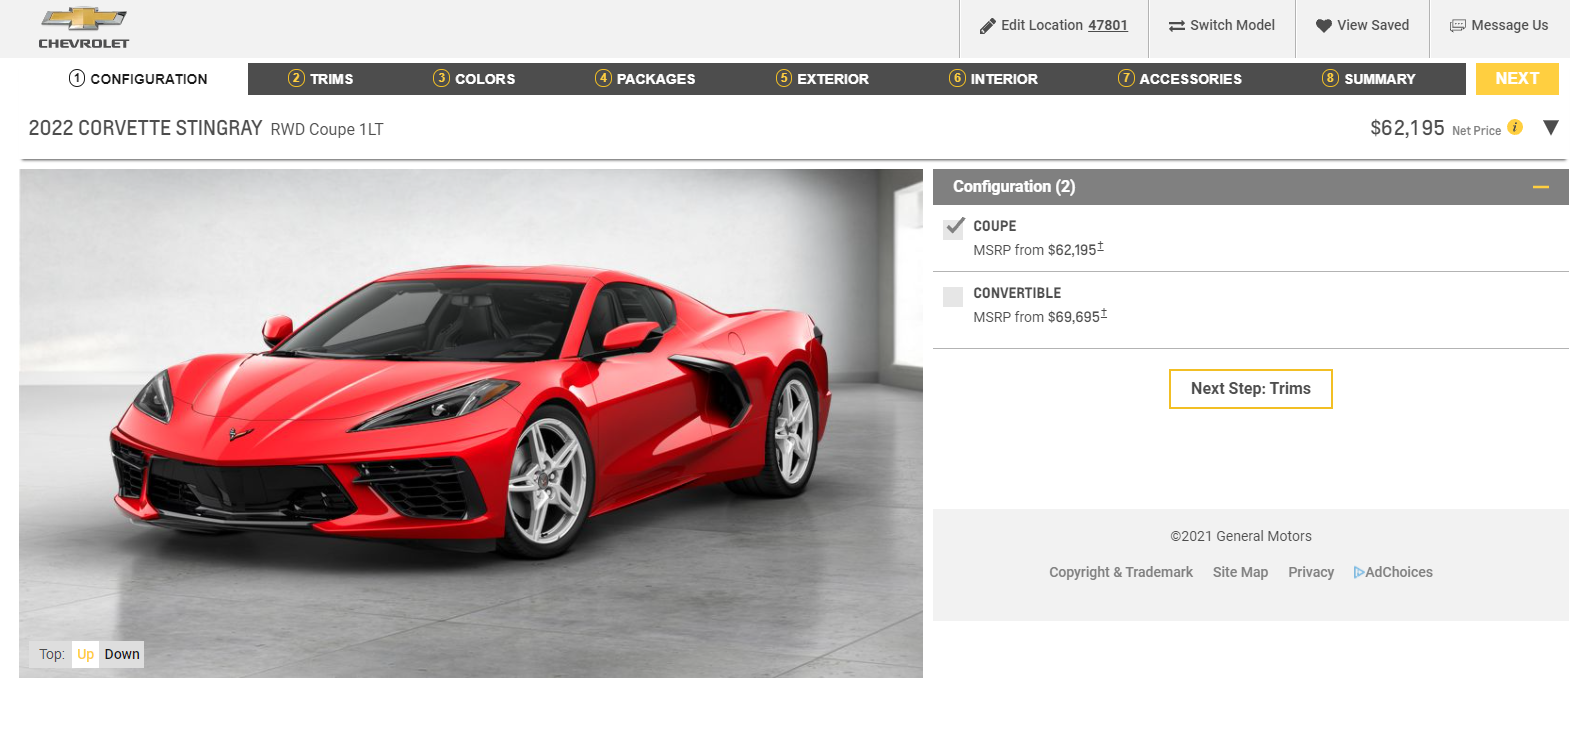 CHEVROLET
Edit Location 47801
Switch Model
View Saved
Message Us
1 CONFIGURATION
2 TRIMS
3 COLORS
4 PACKAGES
5 EXTERIOR
6 INTERIOR
7 ACCESSORIES
8 SUMMARY
NEXT
2022 CORVETTE STINGRAY RWD Coupe 1LT
$62,195 Net Price i
Configuration (2)
COUPE
MSRP from $62,195†
CONVERTIBLE
MSRP from $69,695†
Next Step: Trims
©2021 General Motors
Copyright & Trademark Site Map Privacy AdChoices
Top: Up Down